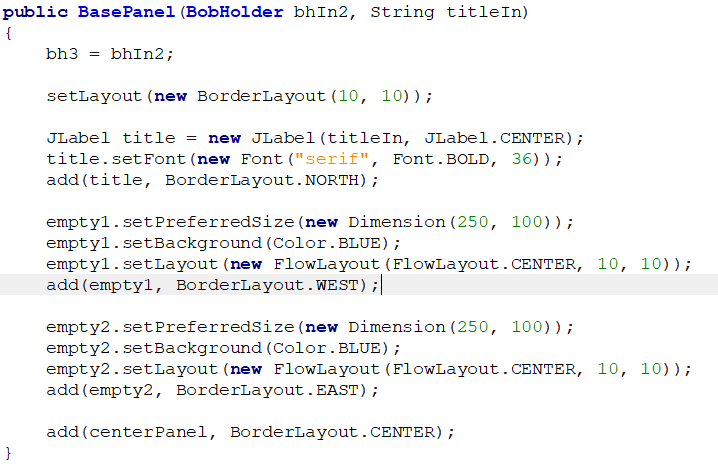 public BasePanel(BobHolder bhIn2, String titleIn)
{
    bh3 = bhIn2;

    setLayout(new BorderLayout(10, 10));

    JLabel title = new JLabel(titleIn, JLabel.CENTER);
    title.setFont(new Font("serif", Font.BOLD, 36));
    add(title, BorderLayout.NORTH);

    empty1.setPreferredSize(new Dimension(250, 100));
    empty1.setBackground(Color.BLUE);
    empty1.setLayout(new FlowLayout(FlowLayout.CENTER, 10, 10));
    add(empty1, BorderLayout.WEST);

    empty2.setPreferredSize(new Dimension(250, 100));
    empty2.setBackground(Color.BLUE);
    empty2.setLayout(new FlowLayout(FlowLayout.CENTER, 10, 10));
    add(empty2, BorderLayout.EAST);

    add(centerPanel, BorderLayout.CENTER);
}